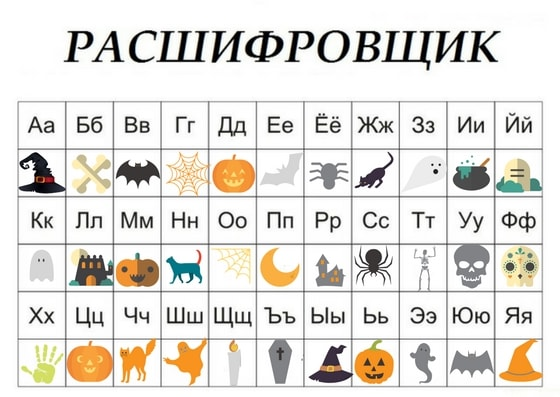 РАСШИФРОВЩИК
Аа Бб Вв Гг Дд Ее Ёё Жж Зз Ии Йй
Кк Лл Мм Нн Оо Пп Рр Сс Тт Уу Фф
Хх Цц Чч Шш Щщ Ъъ Ыы Ьь Ээ Юю Яя